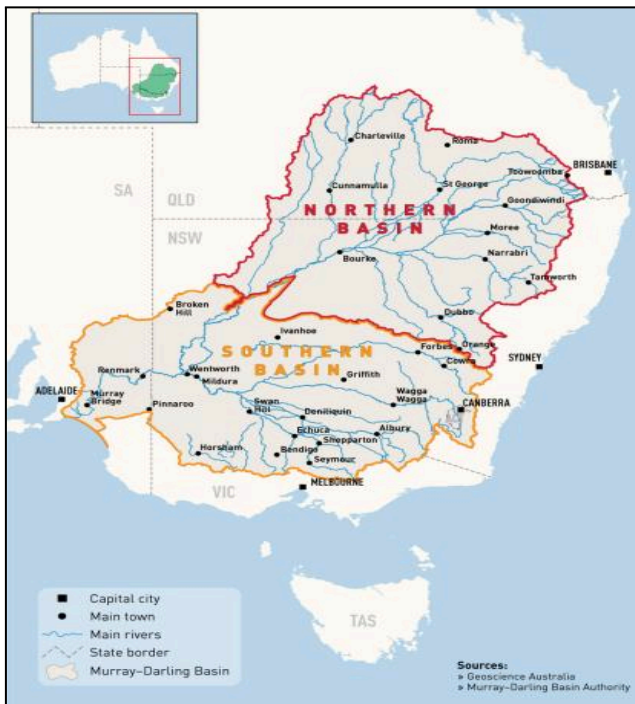 Charleville
Roma
BRISBANE
Toowoomba
Cunnamulla
St George
SA
QLD
Goondiwindi
NORTHERN
BASIN
NSW
Moree
Bourke
Narrabri
Tamworth
Broken
Hill
Dubbo
Ivanhoe
Orange
Forbes
SOUTHERN
BASIN
Cowra
SYDNEY
Renmark
Wentworth
Mildura
Griffith
ADELAIDE
Murray
Bridge
Pinnaroo
Swan
Hill
Wagga
Wagga
CANBERRA
Deniliquin
Echuca
Albury
Shepparton
Horsham
Bendigo
Seymour
VIC
MELBOURNE
TAS
Capital city
Main town
Main rivers
State border
Murray–Darling Basin
Sources:
» Geoscience Australia
» Murray–Darling Basin Authority